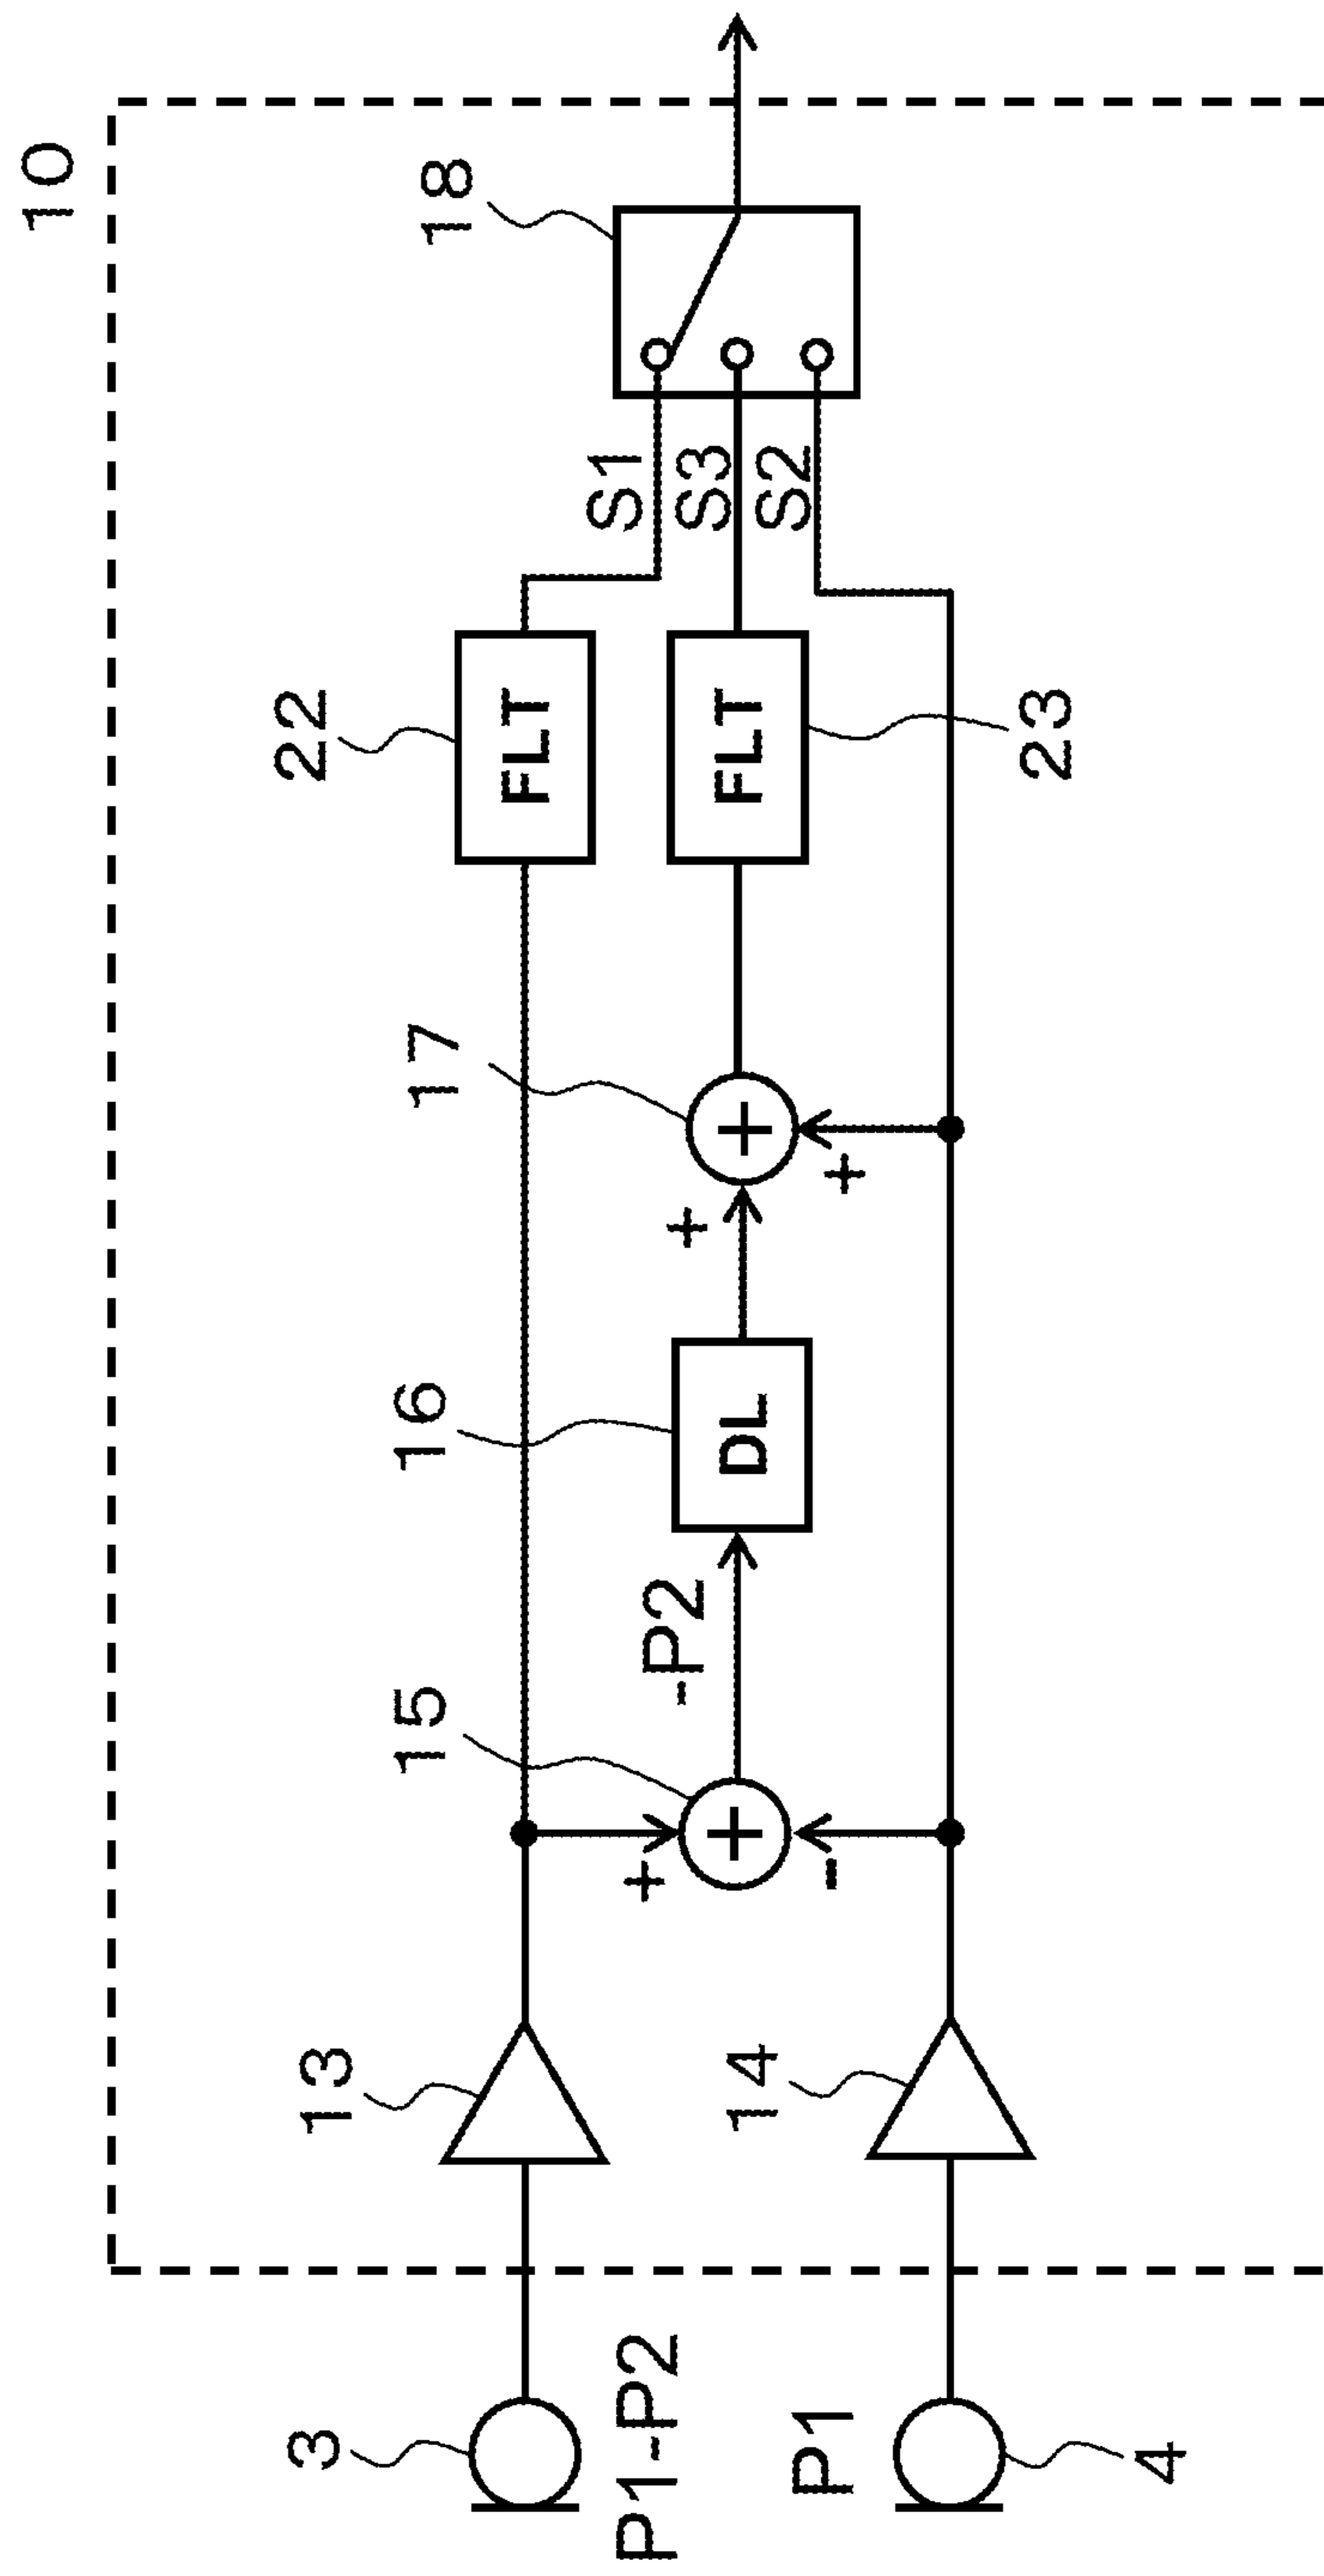 10
18
S1
S3
S2
22
FLT
FLT
23
17
+
+
+
16
DL
-P2
15
+
+
-
13
14
3
P1-P2
P1
4